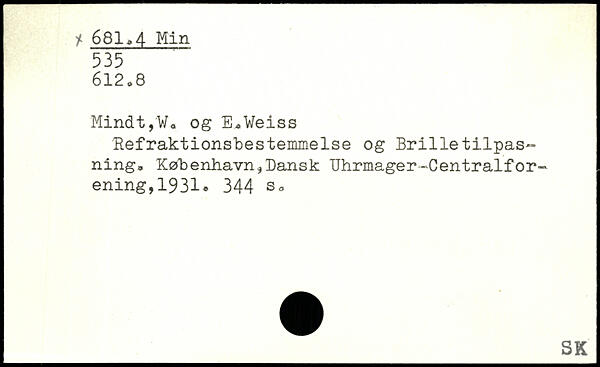 x 681.4 Min
535
612.8
Mindt,W. og E.Weiss
Refraktionsbestemmelse og Brilletilpas-
ning. København,Dansk Uhrmager-Centralfor-
ening,1931. 344 s.
SK